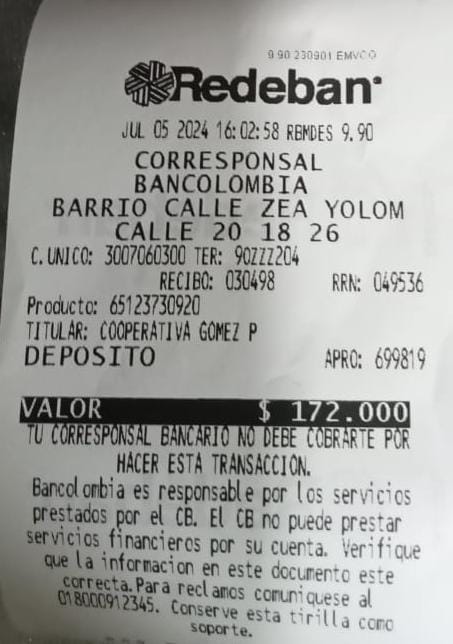 9.90 230901 EMVCO
Redeban
JUL 05 2024 16:02:58 RBMDES 9.90
CORRESPONSAL
BANCOLOMBIA
BARRIO CALLE ZEA YOLOM
CALLE 20 18 26
C. UNICO: 3007060300 TER: 90ZZZ204
RECIBO: 030498 RRN: 049536
Producto: 65123730920
TITULAR: COOPERATIVA GOMEZ P
DEPOSITO APRO: 699819
VALOR $ 172.000
TU CORRESPONSAL BANCARIO NO DEBE COBRARTE POR
HACER ESTA TRANSACCION.
Bancolombia es responsable por los servicios
prestados por el CB. El CB no puede prestar
servicios financieros por su cuenta. Verifique
que la informacion en este documento este
correcta.Para reclamos comuniquese al
018000912345. Conserve esta tirilla como
soporte.